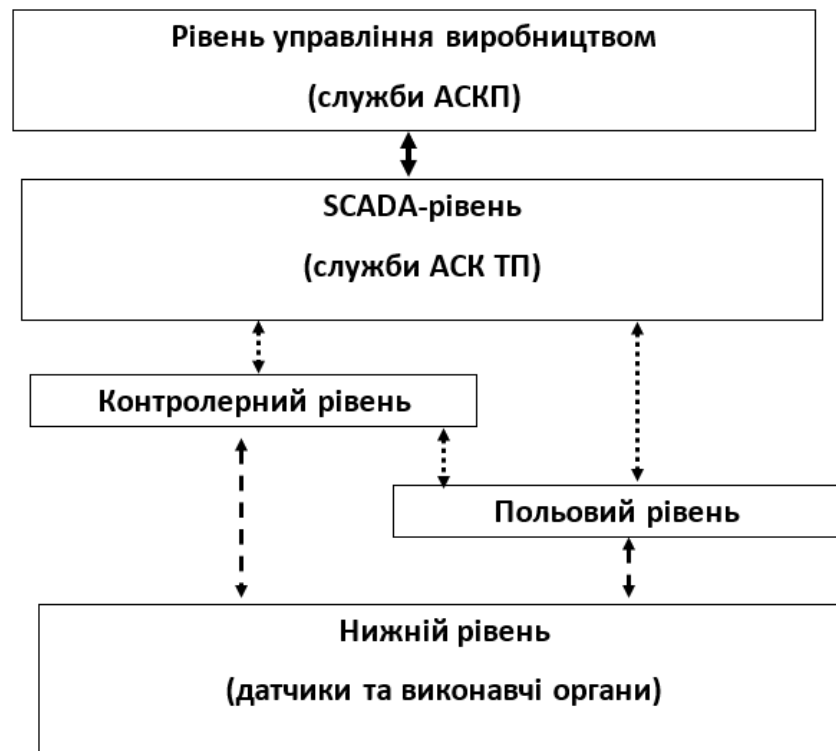 Рівень управління виробництвом
(служби АСКП)
SCADA-рівень
(служби АСК ТП)
Контролерний рівень
Польовий рівень
Нижній рівень
(датчики та виконавчі органи)